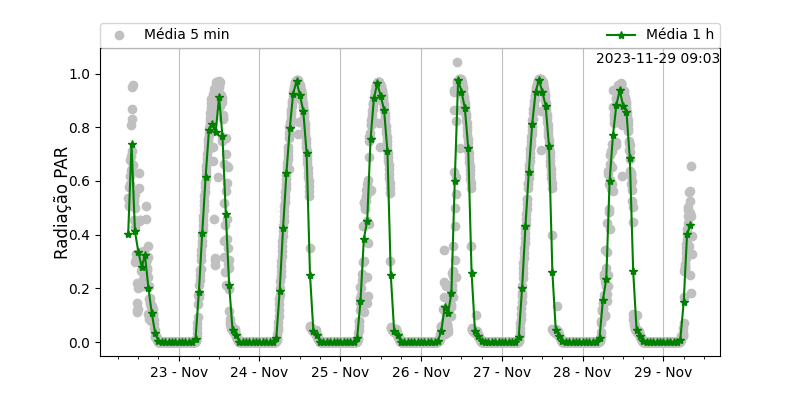 Média 5 min
Média 1 h
2023-11-29 09:03
Radiação PAR
1.0
0.8
0.6
0.4
0.2
0.0
23 - Nov
24 - Nov
25 - Nov
26 - Nov
27 - Nov
28 - Nov
29 - Nov